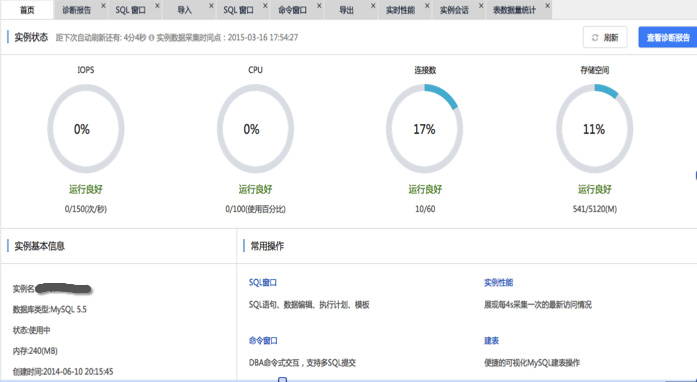 首页 诊断报告 SQL 窗口 导入 SQL 窗口 命令窗口 导出 实时性能 实例会话 表数据量统计
实例状态 距下次自动刷新还有: 4分4秒 实例数据采集时间点：2015-03-16 17:54:27 刷新 查看诊断报告
IOPS CPU 连接数 存储空间
0% 0% 17% 11%
运行良好 运行良好 运行良好 运行良好
0/150(次/秒) 0/100(使用百分比) 10/60 541/5120(M)
实例基本信息 常用操作
SQL窗口 实例性能
实例名
SQL语句、数据编辑、执行计划、模板 展现每4s采集一次的最新访问情况
数据库类型:MySQL 5.5
状态:使用中
命令窗口 建表
内存:240(MB)
DBA命令式交互，支持多SQL提交 便捷的可视化MySQL建表操作
创建时间:2014-06-10 20:15:45